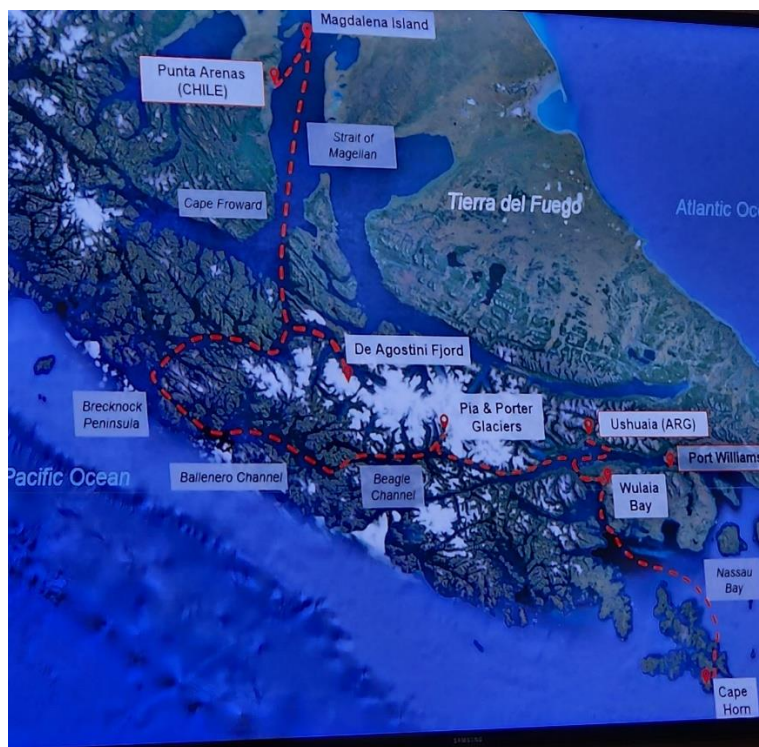 Magdalena Island
Punta Arenas
(CHILE)
Strait of
Magellan
Cape Froward
Tierra del Fuego
Atlantic Oce
De Agostini Fjord
Brecknock
Peninsula
Pia & Porter
Glaciers
Ushuaia (ARG)
Port Williams
Pacific Ocean
Ballenero Channel
Beagle
Channel
Wulaia
Bay
Nassau
Bay
Cape
Horn
SAMSUNG